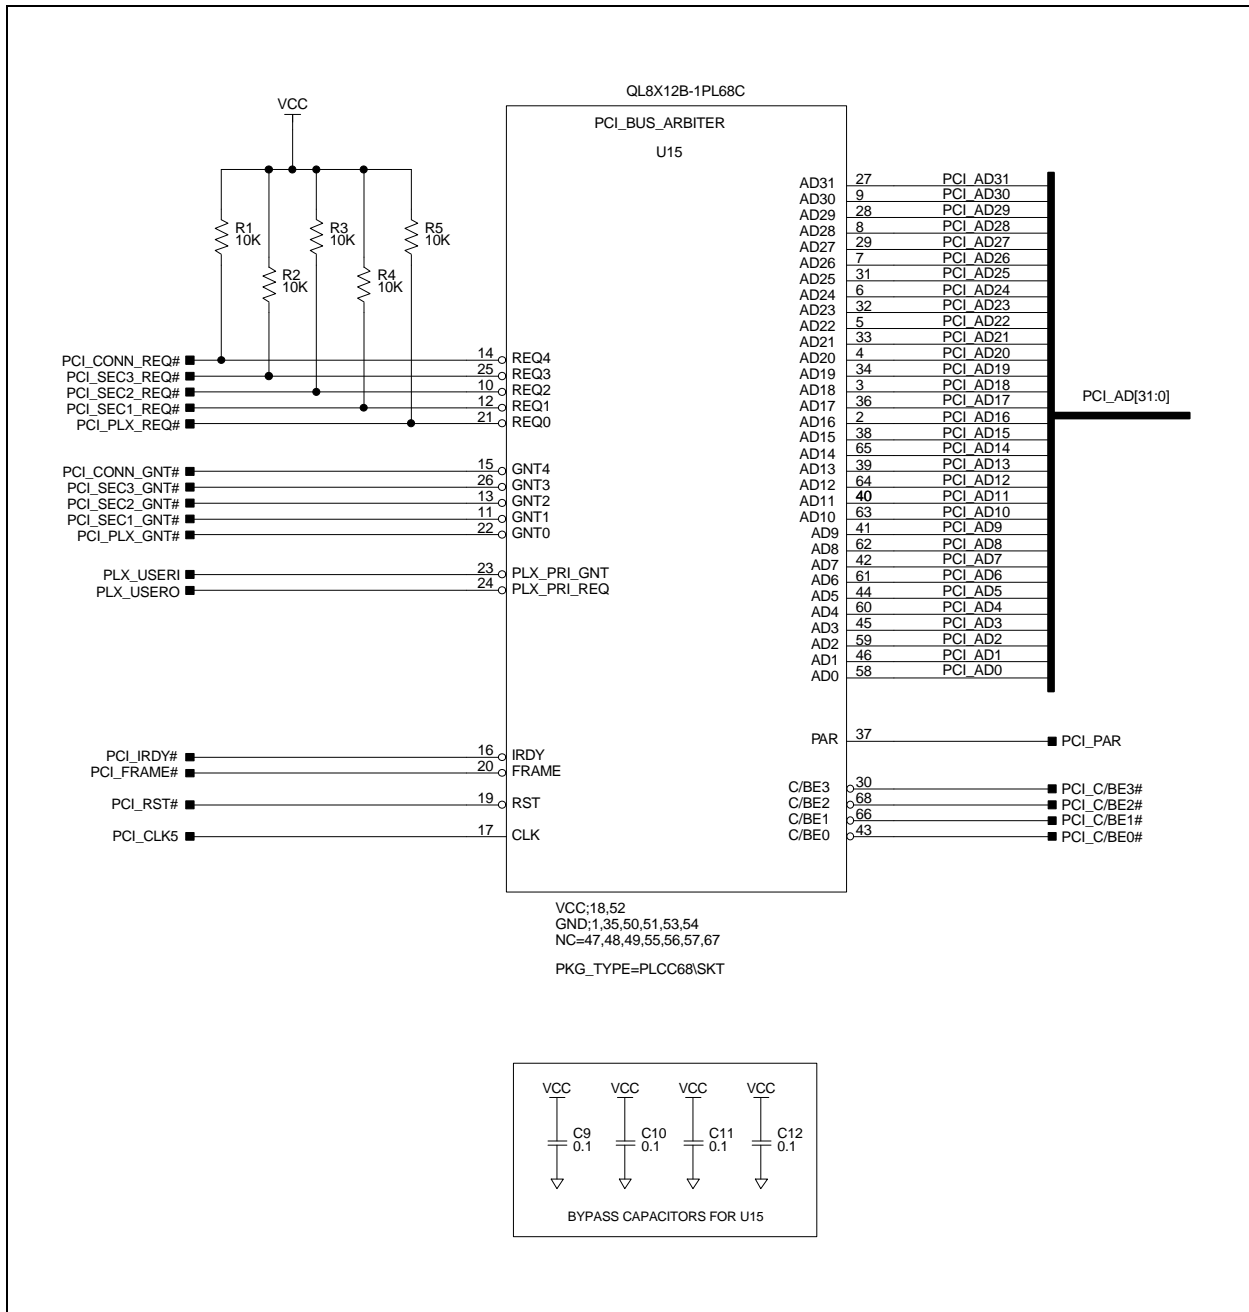 QL8X12B-1PL68C
PCI_BUS_ARBITER
U15
VCC
R1
10K
R3
10K
R5
10K
R2
10K
R4
10K
PCI_CONN_REQ# 14 REQ4
PCI_SEC3_REQ# 25 REQ3
PCI_SEC2_REQ# 10 REQ2
PCI_SEC1_REQ# 12 REQ1
PCI_PLX_REQ# 21 REQ0
PCI_CONN_GNT# 15 GNT4
PCI_SEC3_GNT# 26 GNT3
PCI_SEC2_GNT# 13 GNT2
PCI_SEC1_GNT# 11 GNT1
PCI_PLX_GNT# 22 GNT0
PLX_USERI 23 PLX_PRI_GNT
PLX_USERO 24 PLX_PRI_REQ
PCI_IRDY# 16 IRDY
PCI_FRAME# 20 FRAME
PCI_RST# 19 RST
PCI_CLK5 17 CLK
AD31 27 PCI_AD31
AD30 9 PCI_AD30
AD29 28 PCI_AD29
AD28 8 PCI_AD28
AD27 29 PCI_AD27
AD26 7 PCI_AD26
AD25 31 PCI_AD25
AD24 6 PCI_AD24
AD23 32 PCI_AD23
AD22 5 PCI_AD22
AD21 33 PCI_AD21
AD20 4 PCI_AD20
AD19 34 PCI_AD19
AD18 3 PCI_AD18
AD17 36 PCI_AD17
AD16 2 PCI_AD16
AD15 38 PCI_AD15
AD14 65 PCI_AD14
AD13 39 PCI_AD13
AD12 64 PCI_AD12
AD11 40 PCI_AD11
AD10 63 PCI_AD10
AD9 41 PCI_AD9
AD8 62 PCI_AD8
AD7 42 PCI_AD7
AD6 61 PCI_AD6
AD5 44 PCI_AD5
AD4 60 PCI_AD4
AD3 45 PCI_AD3
AD2 59 PCI_AD2
AD1 46 PCI_AD1
AD0 58 PCI_AD0
PCI_AD[31:0]
PAR 37 PCI_PAR
C/BE3 30 PCI_C/BE3#
C/BE2 68 PCI_C/BE2#
C/BE1 66 PCI_C/BE1#
C/BE0 43 PCI_C/BE0#
VCC;18,52
GND;1,35,50,51,53,54
NC=47,48,49,55,56,57,67
PKG_TYPE=PLCC68\SKT
VCC VCC VCC VCC
C9 C10 C11 C12
0.1 0.1 0.1 0.1
BYPASS CAPACITORS FOR U15